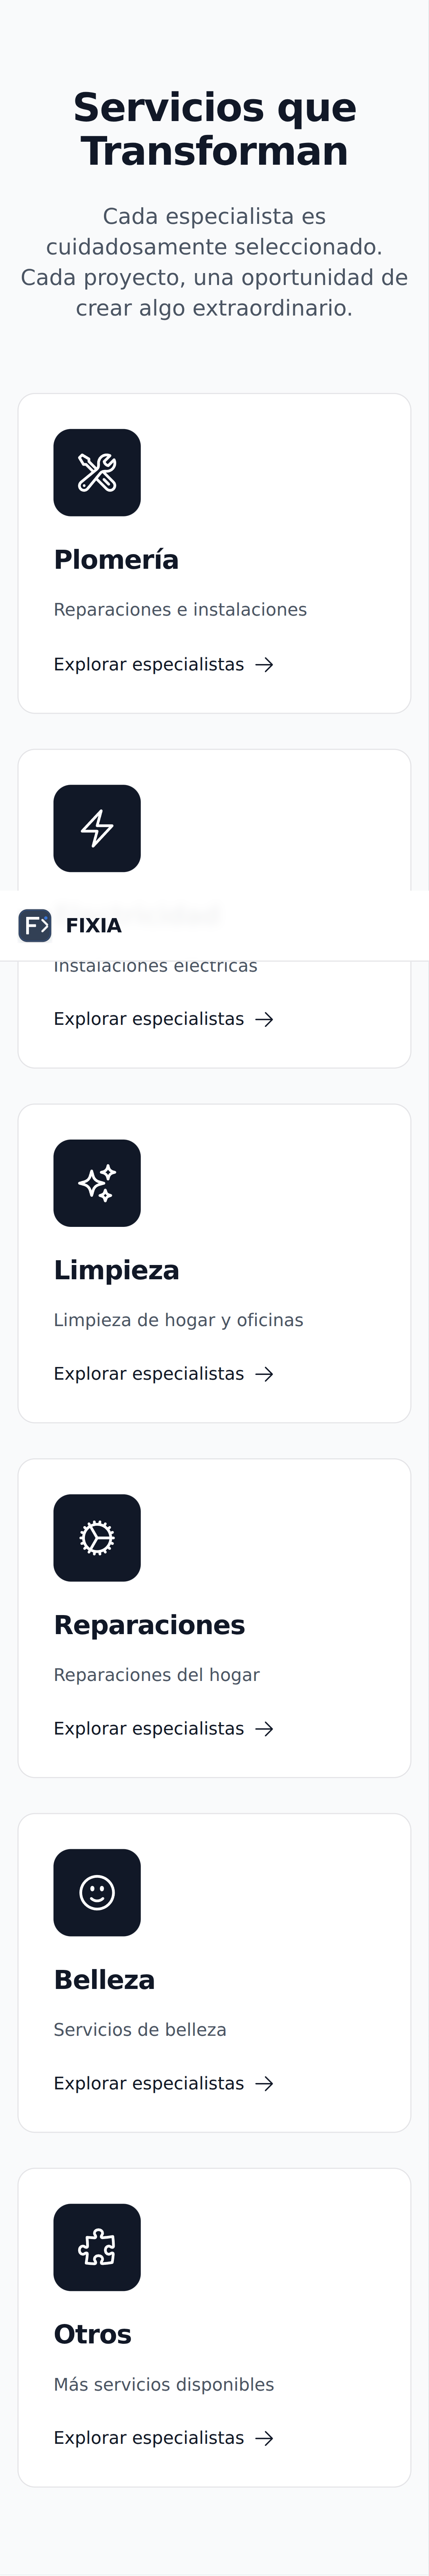 Servicios que
Transforman
Cada especialista es
cuidadosamente seleccionado.
Cada proyecto, una oportunidad de
crear algo extraordinario.
Plomería
Reparaciones e instalaciones
Explorar especialistas
FIXIA
Instalaciones eléctricas
Explorar especialistas
Limpieza
Limpieza de hogar y oficinas
Explorar especialistas
Reparaciones
Reparaciones del hogar
Explorar especialistas
Belleza
Servicios de belleza
Explorar especialistas
Otros
Más servicios disponibles
Explorar especialistas